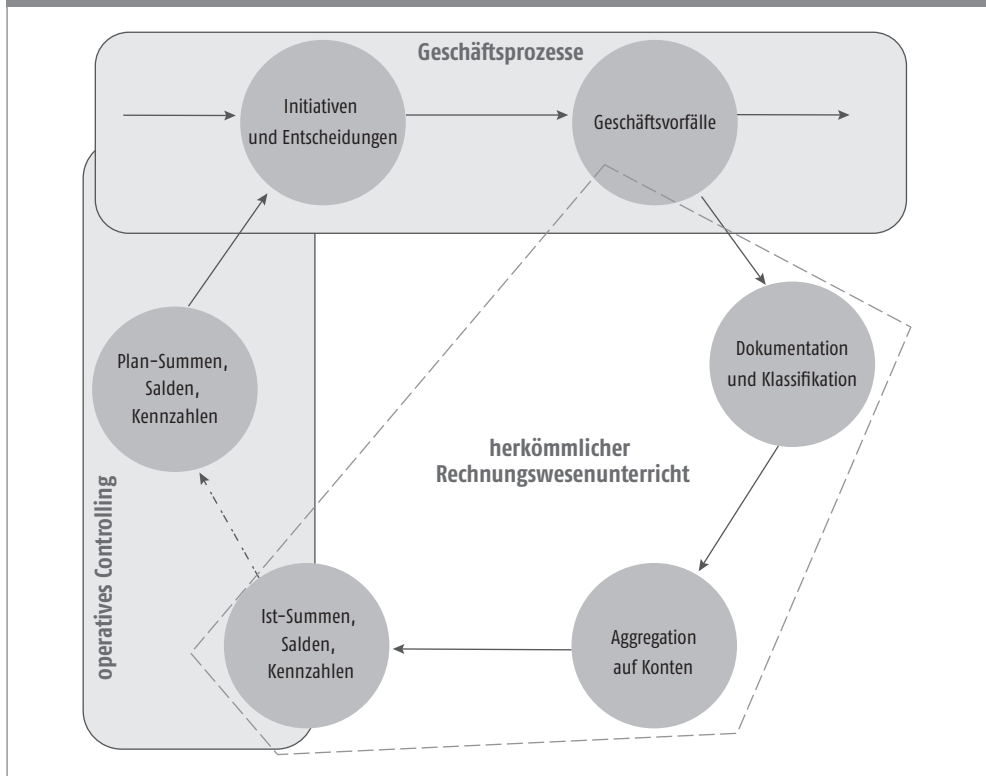 Geschäftsprozesse
Initiativen
und Entscheidungen
Geschäftsvorfälle
Dokumentation
und Klassifikation
Plan-Summen,
Salden,
Kennzahlen
herkömmlicher
Rechnungswesenunterricht
operatives Controlling
Ist-Summen,
Salden,
Kennzahlen
Aggregation
auf Konten